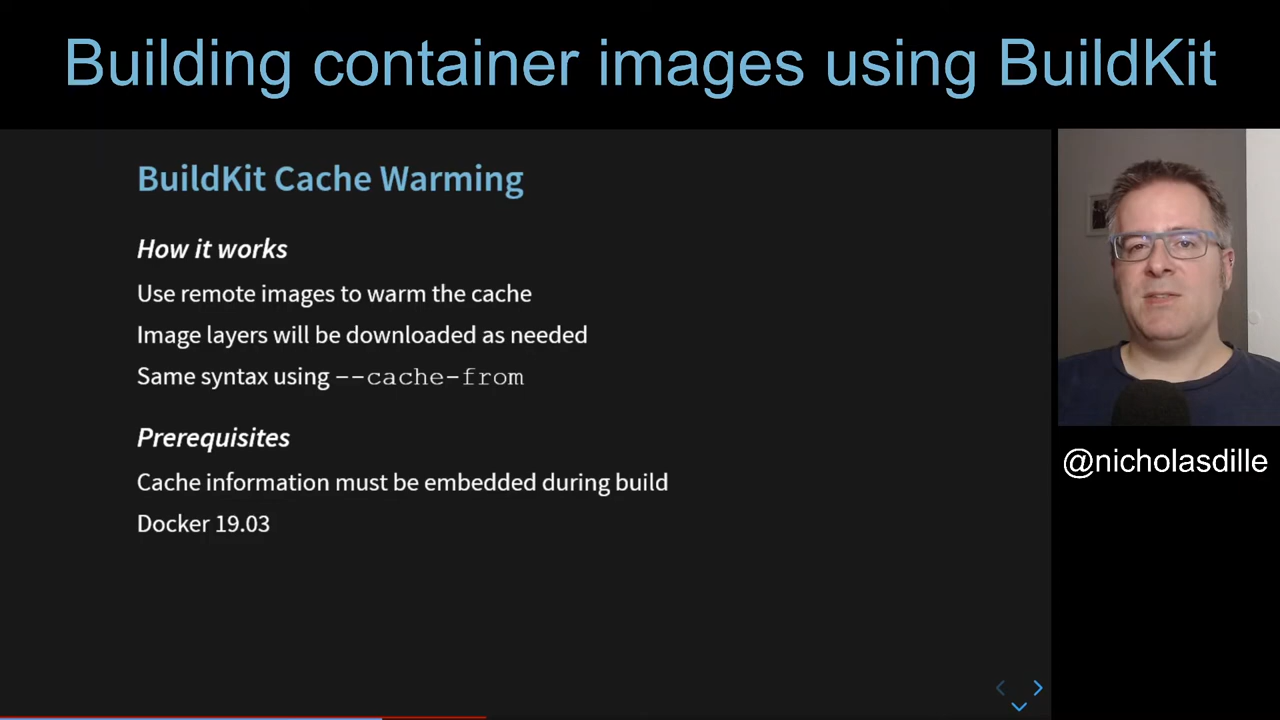 Building container images using BuildKit
BuildKit Cache Warming
How it works
Use remote images to warm the cache
Image layers will be downloaded as needed
Same syntax using --cache-from
Prerequisites
Cache information must be embedded during build
Docker 19.03
@nicholasdille